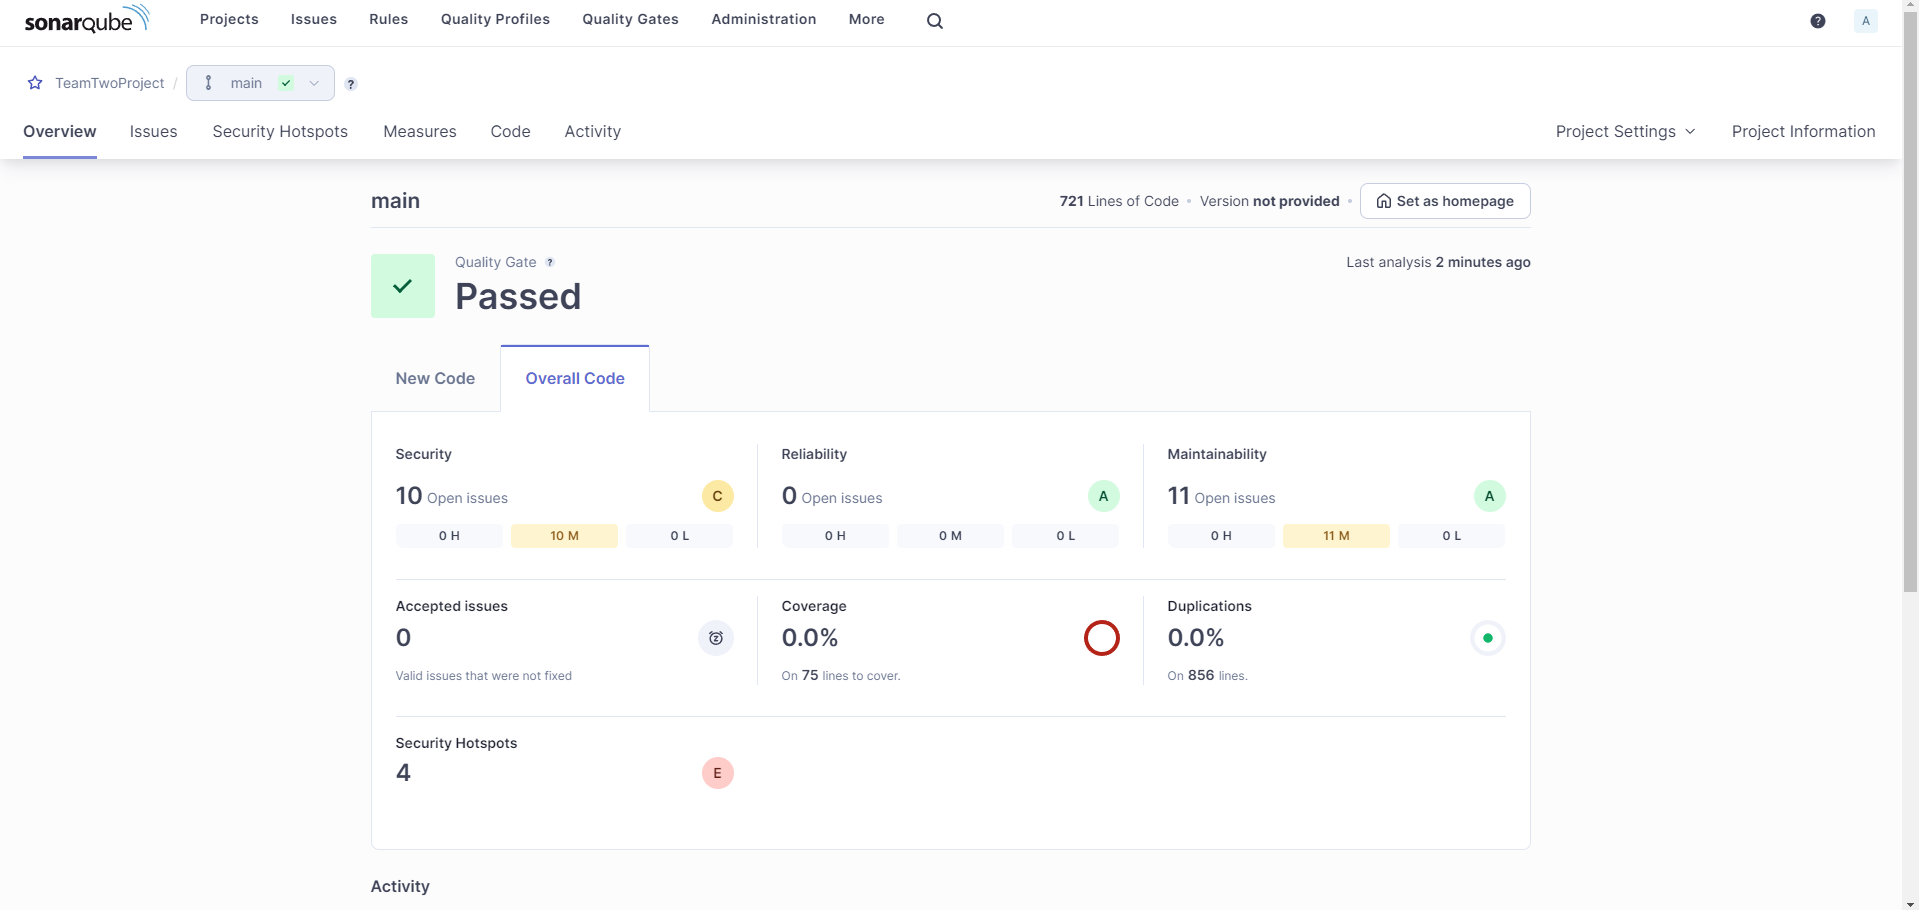 sonarqube Projects Issues Rules Quality Profiles Quality Gates Administration More ? A
TeamTwoProject / main ?
Overview Issues Security Hotspots Measures Code Activity Project Settings Project Information
main 721 Lines of Code • Version not provided • Set as homepage
Quality Gate ? Last analysis 2 minutes ago
Passed
New Code Overall Code
Security Reliability Maintainability
10 Open issues C 0 Open issues A 11 Open issues A
0 H 10 M 0 L 0 H 0 M 0 L 0 H 11 M 0 L
Accepted issues Coverage Duplications
0 0.0% 0.0%
Valid issues that were not fixed On 75 lines to cover. On 856 lines.
Security Hotspots
4 E
Activity